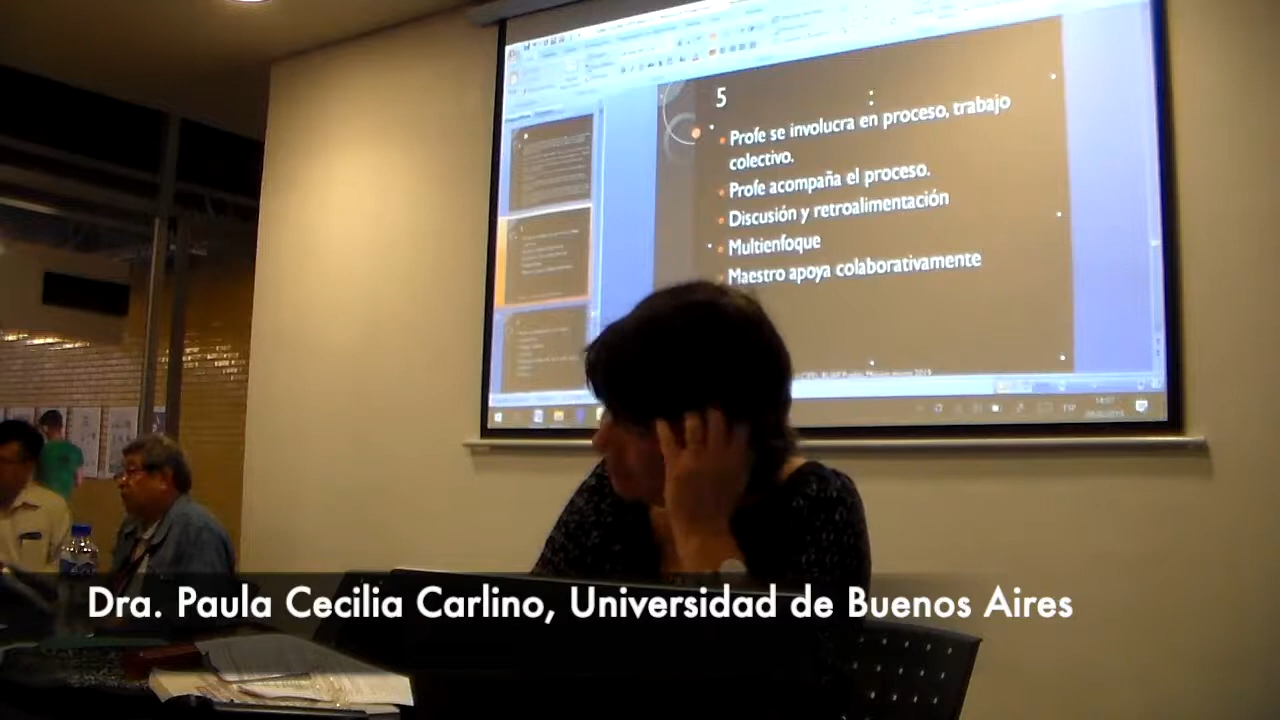 5
Profe se involucra en proceso, trabajo
colectivo.
Profe acompaña el proceso.
Discusión y retroalimentación
Multienfoque
Maestro apoya colaborativamente
Dra. Paula Cecilia Carlino, Universidad de Buenos Aires